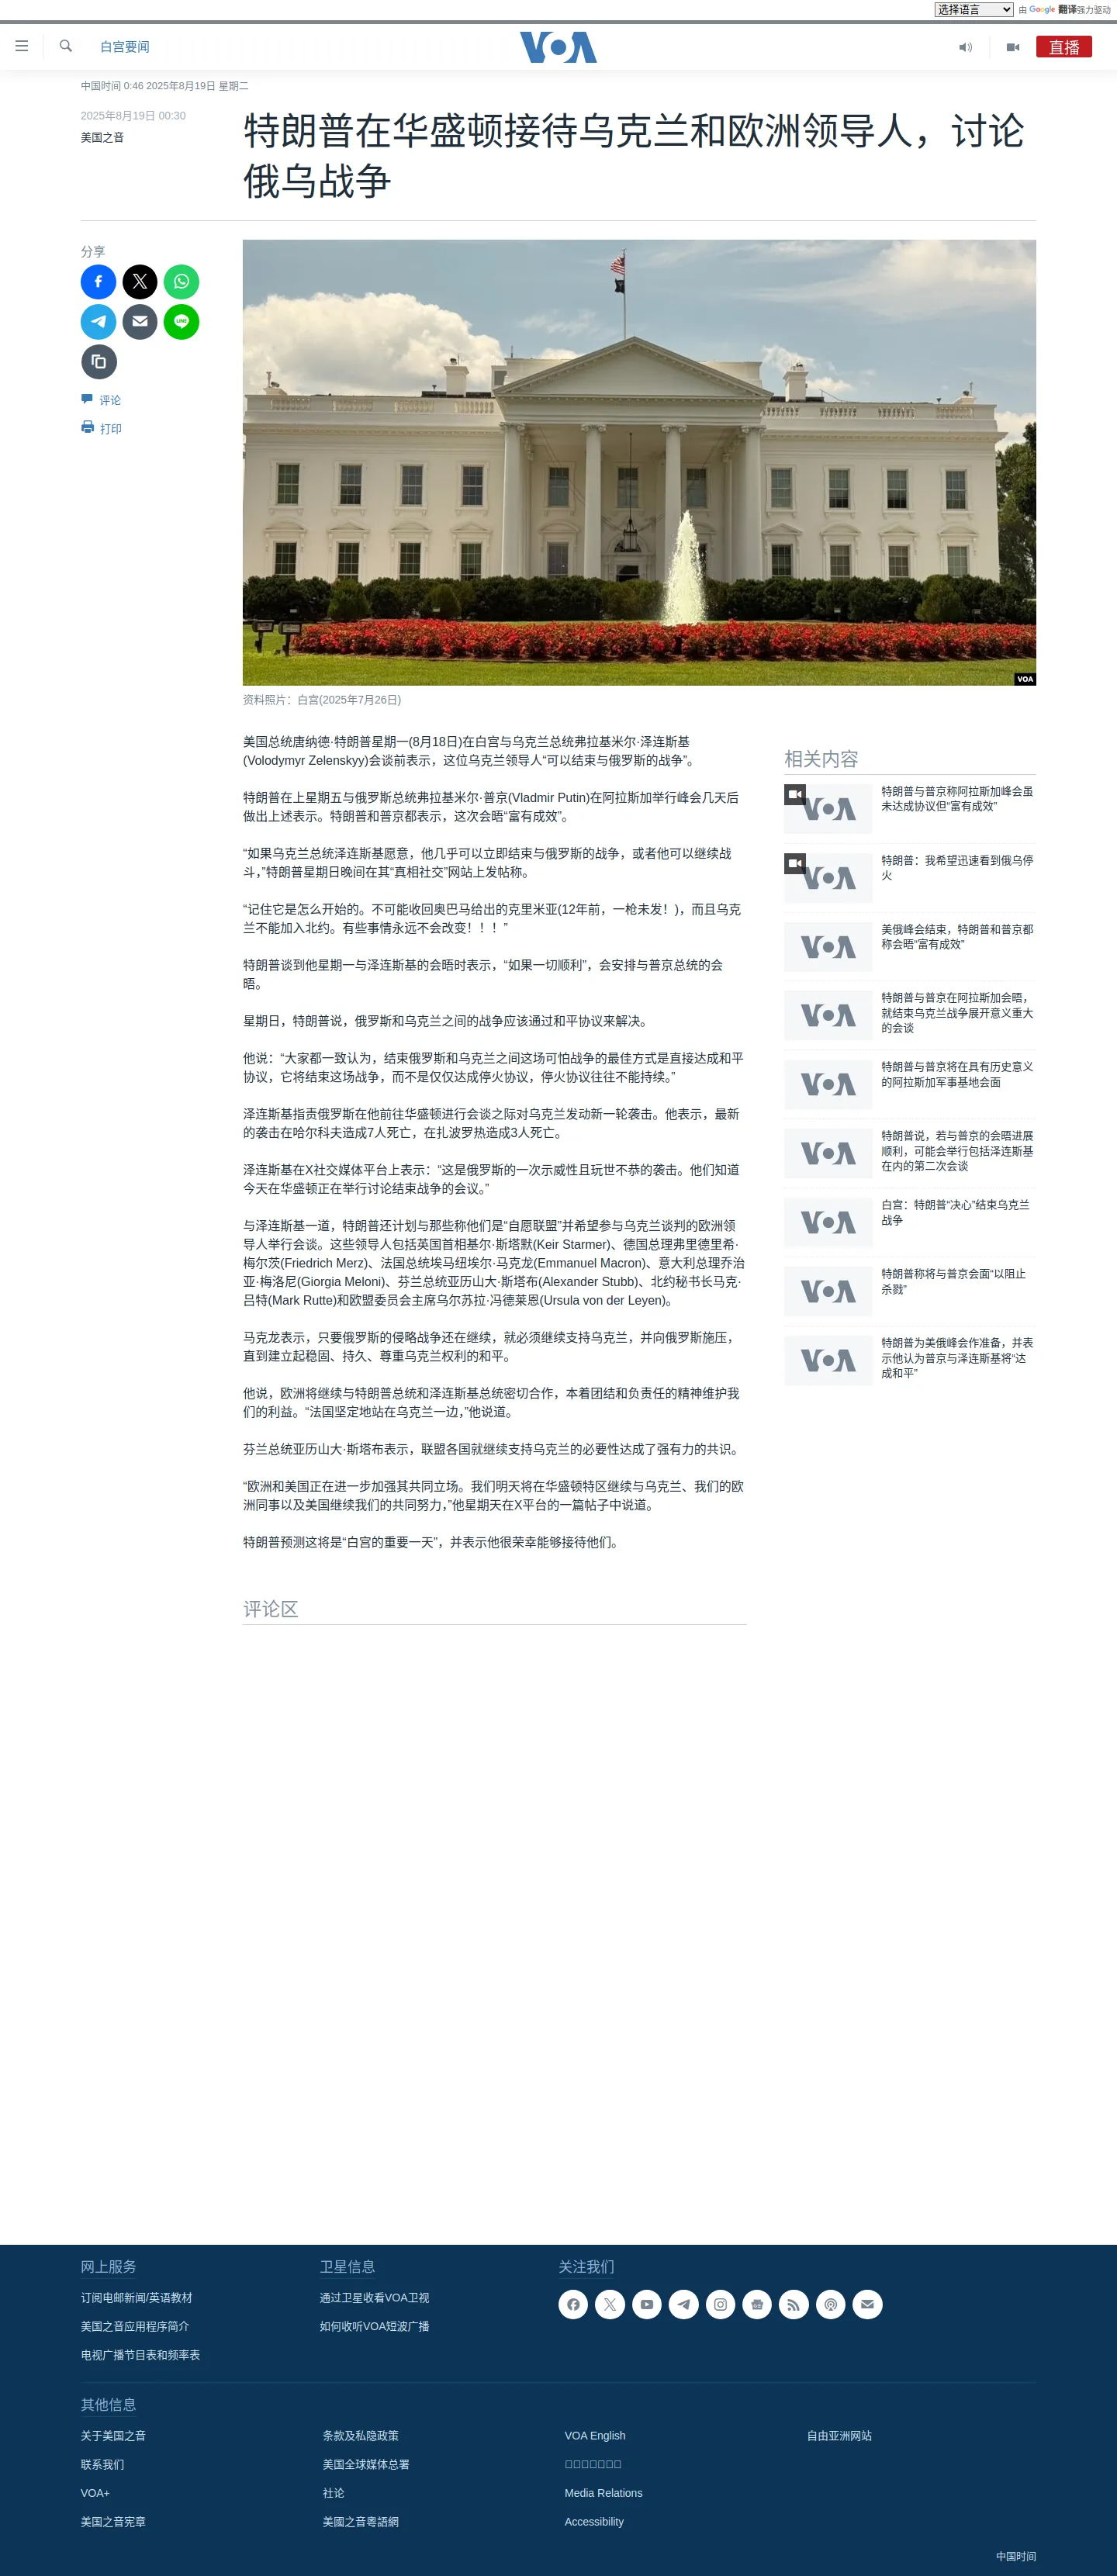 选择语言 由 Google 翻译强力驱动
白宫要闻
VOA
直播
中国时间 0:46 2025年8月19日 星期二
2025年8月19日 00:30
美国之音
特朗普在华盛顿接待乌克兰和欧洲领导人，讨论
俄乌战争
分享
LINE
评论
打印
VOA
资料照片：白宫(2025年7月26日)
美国总统唐纳德·特朗普星期一(8月18日)在白宫与乌克兰总统弗拉基米尔·泽连斯基
(Volodymyr Zelenskyy)会谈前表示，这位乌克兰领导人“可以结束与俄罗斯的战争”。
特朗普在上星期五与俄罗斯总统弗拉基米尔·普京(Vladmir Putin)在阿拉斯加举行峰会几天后
做出上述表示。特朗普和普京都表示，这次会晤“富有成效”。
“如果乌克兰总统泽连斯基愿意，他几乎可以立即结束与俄罗斯的战争，或者他可以继续战
斗，”特朗普星期日晚间在其“真相社交”网站上发帖称。
“记住它是怎么开始的。不可能收回奥巴马给出的克里米亚(12年前，一枪未发！)，而且乌克
兰不能加入北约。有些事情永远不会改变！！！”
特朗普谈到他星期一与泽连斯基的会晤时表示，“如果一切顺利”，会安排与普京总统的会
晤。
星期日，特朗普说，俄罗斯和乌克兰之间的战争应该通过和平协议来解决。
他说：“大家都一致认为，结束俄罗斯和乌克兰之间这场可怕战争的最佳方式是直接达成和平
协议，它将结束这场战争，而不是仅仅达成停火协议，停火协议往往不能持续。”
泽连斯基指责俄罗斯在他前往华盛顿进行会谈之际对乌克兰发动新一轮袭击。他表示，最新
的袭击在哈尔科夫造成7人死亡，在扎波罗热造成3人死亡。
泽连斯基在X社交媒体平台上表示：“这是俄罗斯的一次示威性且玩世不恭的袭击。他们知道
今天在华盛顿正在举行讨论结束战争的会议。”
与泽连斯基一道，特朗普还计划与那些称他们是“自愿联盟”并希望参与乌克兰谈判的欧洲领
导人举行会谈。这些领导人包括英国首相基尔·斯塔默(Keir Starmer)、德国总理弗里德里希·
梅尔茨(Friedrich Merz)、法国总统埃马纽埃尔·马克龙(Emmanuel Macron)、意大利总理乔治
亚·梅洛尼(Giorgia Meloni)、芬兰总统亚历山大·斯塔布(Alexander Stubb)、北约秘书长马克·
吕特(Mark Rutte)和欧盟委员会主席乌尔苏拉·冯德莱恩(Ursula von der Leyen)。
马克龙表示，只要俄罗斯的侵略战争还在继续，就必须继续支持乌克兰，并向俄罗斯施压，
直到建立起稳固、持久、尊重乌克兰权利的和平。
他说，欧洲将继续与特朗普总统和泽连斯基总统密切合作，本着团结和负责任的精神维护我
们的利益。“法国坚定地站在乌克兰一边，”他说道。
芬兰总统亚历山大·斯塔布表示，联盟各国就继续支持乌克兰的必要性达成了强有力的共识。
“欧洲和美国正在进一步加强其共同立场。我们明天将在华盛顿特区继续与乌克兰、我们的欧
洲同事以及美国继续我们的共同努力，”他星期天在X平台的一篇帖子中说道。
特朗普预测这将是“白宫的重要一天”，并表示他很荣幸能够接待他们。
相关内容
VOA
特朗普与普京称阿拉斯加峰会虽
未达成协议但“富有成效”
VOA
特朗普：我希望迅速看到俄乌停
火
VOA
美俄峰会结束，特朗普和普京都
称会晤“富有成效”
VOA
特朗普与普京在阿拉斯加会晤，
就结束乌克兰战争展开意义重大
的会谈
VOA
特朗普与普京将在具有历史意义
的阿拉斯加军事基地会面
VOA
特朗普说，若与普京的会晤进展
顺利，可能会举行包括泽连斯基
在内的第二次会谈
VOA
白宫：特朗普“决心”结束乌克兰
战争
VOA
特朗普称将与普京会面“以阻止
杀戮”
VOA
特朗普为美俄峰会作准备，并表
示他认为普京与泽连斯基将“达
成和平”
评论区
网上服务
订阅电邮新闻/英语教材
美国之音应用程序简介
电视广播节目表和频率表
卫星信息
通过卫星收看VOA卫视
如何收听VOA短波广播
关注我们
其他信息
关于美国之音
联系我们
VOA+
美国之音宪章
条款及私隐政策
美国全球媒体总署
社论
美國之音粵語網
VOA English
Media Relations
Accessibility
自由亚洲网站
中国时间